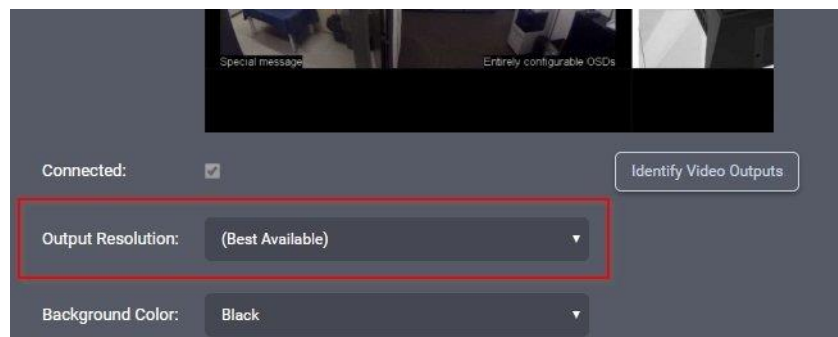 Special message
Entirely configurable OSDs
Connected:
Identify Video Outputs
Output Resolution:
(Best Available)
Background Color:
Black